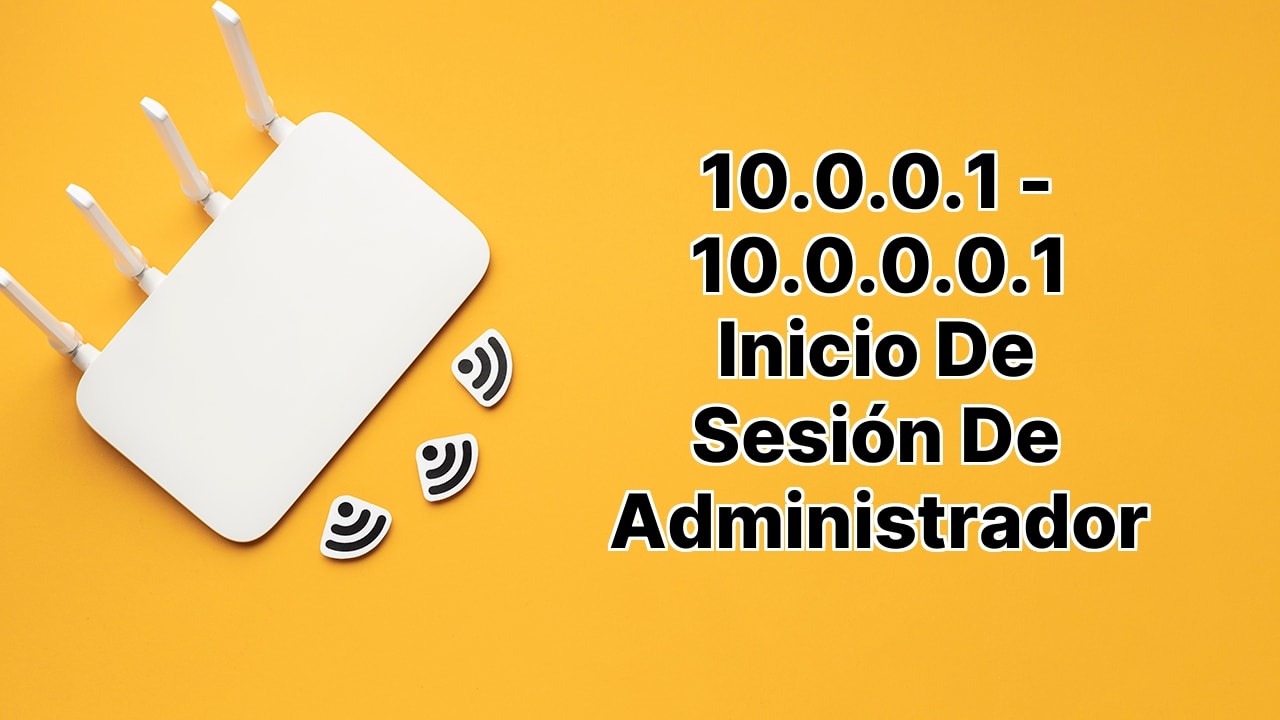 10.0.0.1 -
10.0.0.0.1
Inicio De
Sesión De
Administrador